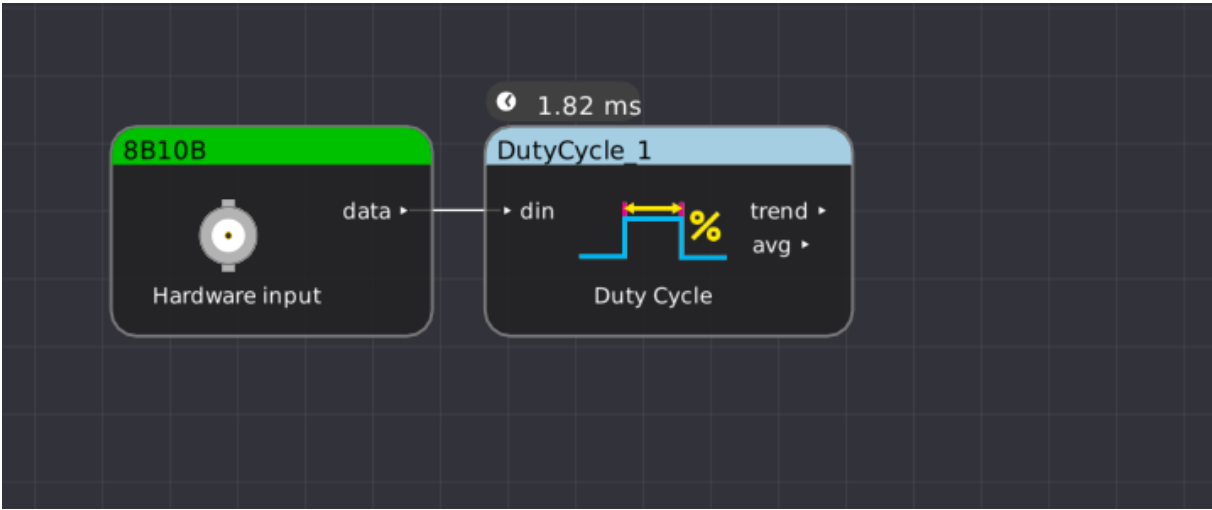 1.82 ms
8B10B
DutyCycle_1
data
din
%
trend
avg
Hardware input
Duty Cycle